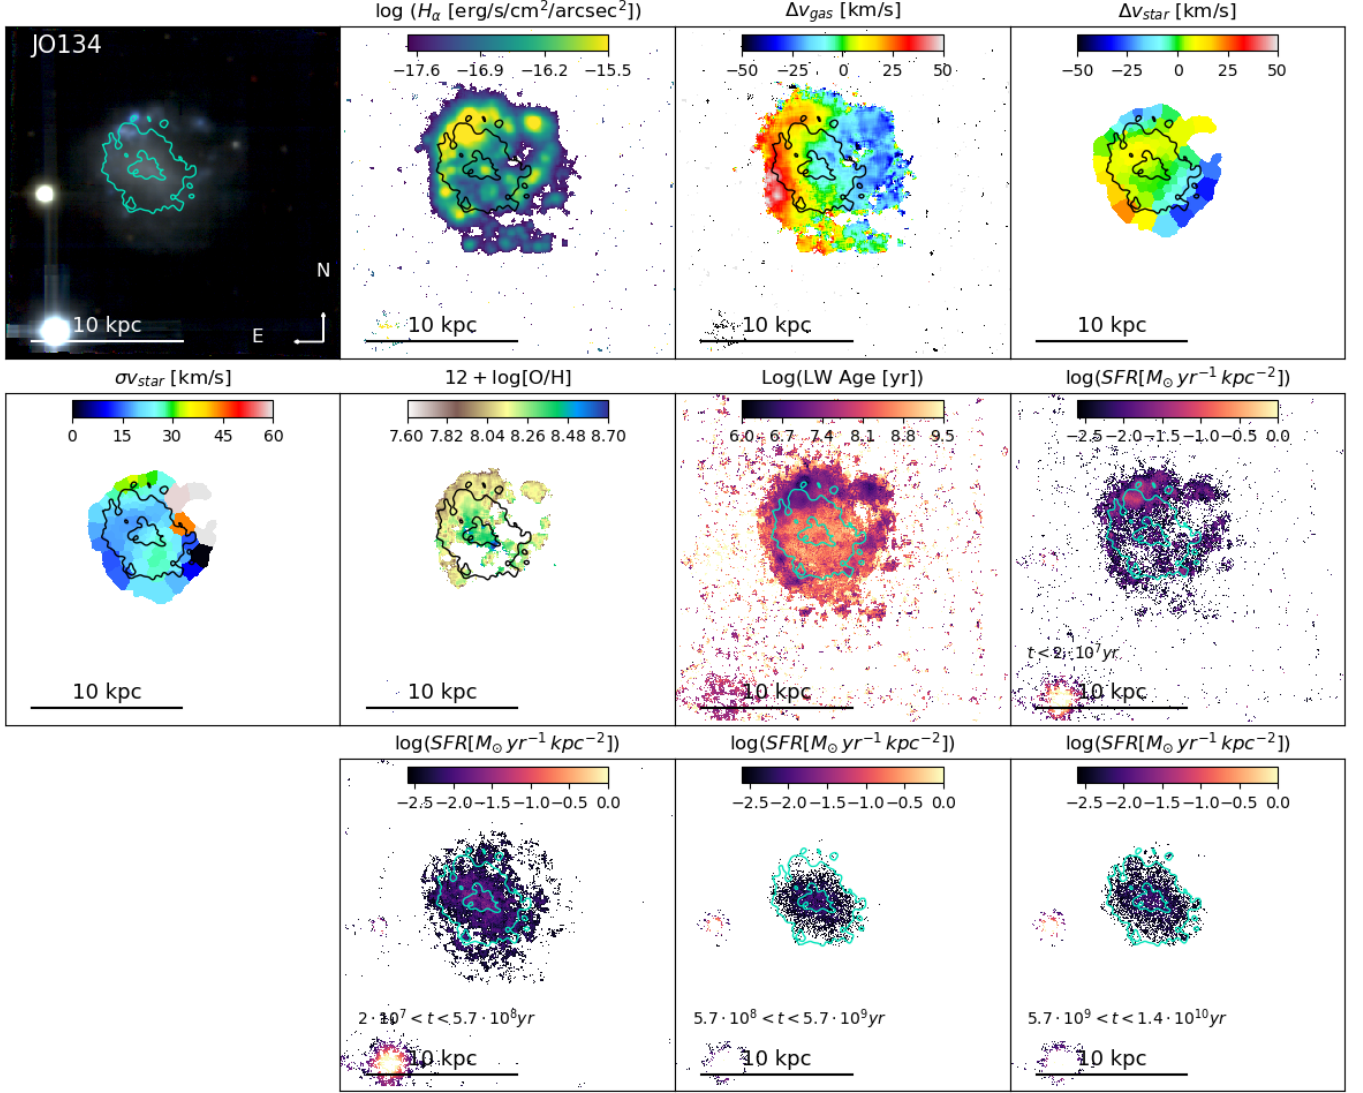 log (Hα [erg/s/cm²/arcsec²])
Δv_gas [km/s]
Δv_star [km/s]
JO134
−17.6 −16.9 −16.2 −15.5
−50 −25 0 25 50
−50 −25 0 25 50
N
E
10 kpc
10 kpc
10 kpc
10 kpc
σv_star [km/s]
12 + log[O/H]
Log(LW Age [yr])
log(SFR[M⊙ yr⁻¹ kpc⁻²])
0 15 30 45 60
7.60 7.82 8.04 8.26 8.48 8.70
6.0 6.7 7.4 8.1 8.8 9.5
−2.5 −2.0 −1.5 −1.0 −0.5 0.0
t < 2 · 10⁷yr
10 kpc
10 kpc
10 kpc
10 kpc
log(SFR[M⊙ yr⁻¹ kpc⁻²])
log(SFR[M⊙ yr⁻¹ kpc⁻²])
log(SFR[M⊙ yr⁻¹ kpc⁻²])
−2.5 −2.0 −1.5 −1.0 −0.5 0.0
−2.5 −2.0 −1.5 −1.0 −0.5 0.0
−2.5 −2.0 −1.5 −1.0 −0.5 0.0
2 · 10⁷ < t < 5.7 · 10⁸yr
5.7 · 10⁸ < t < 5.7 · 10⁹yr
5.7 · 10⁹ < t < 1.4 · 10¹⁰yr
10 kpc
10 kpc
10 kpc